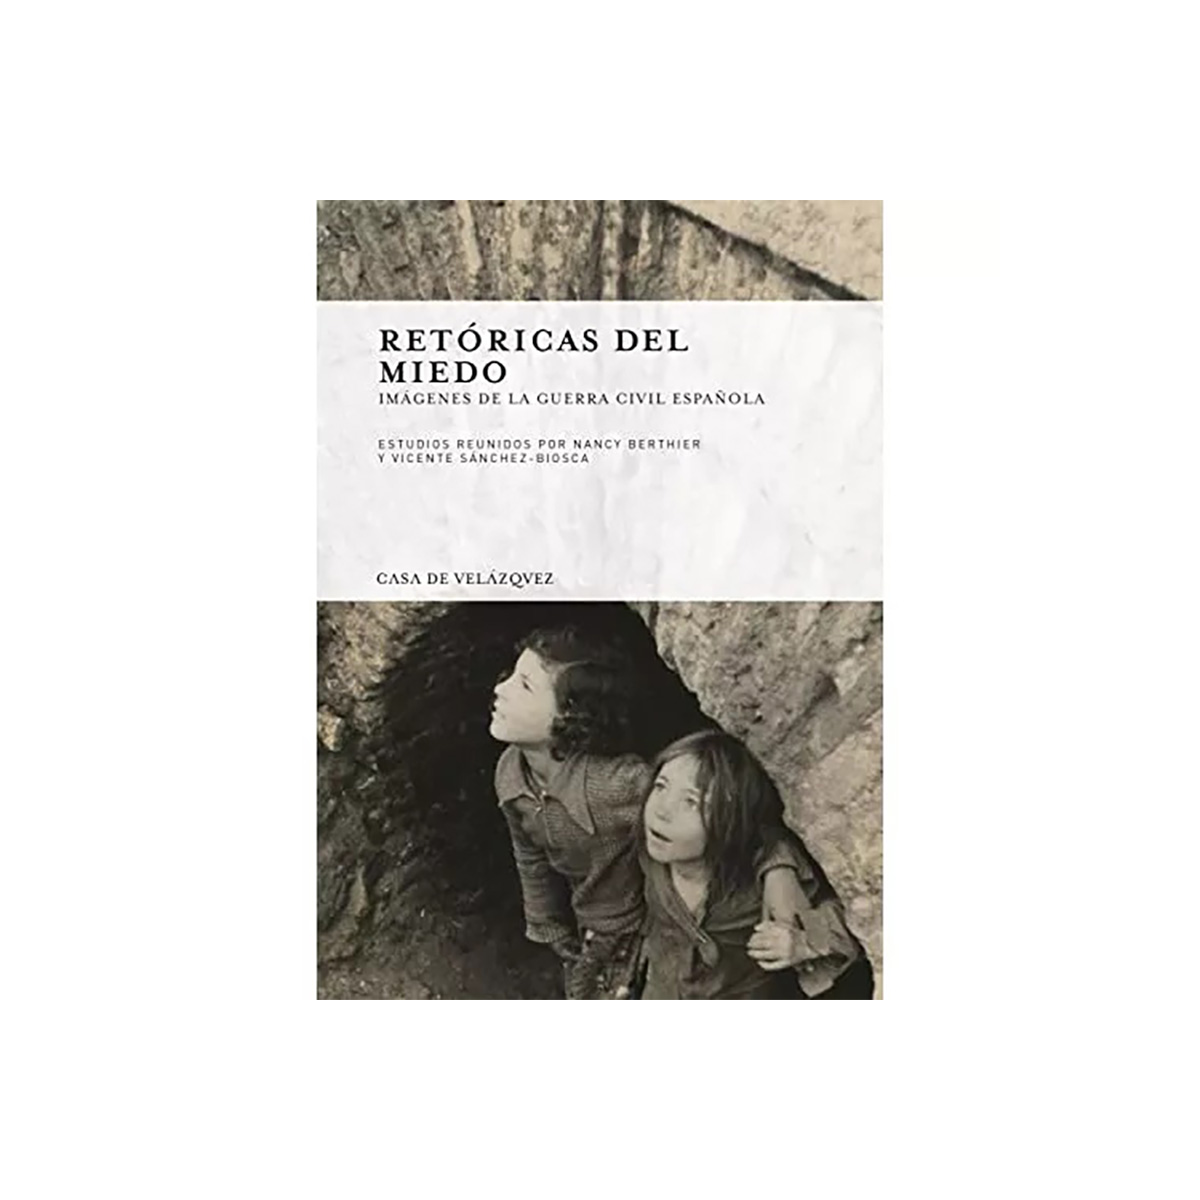 RETÓRICAS DEL
MIEDO
IMÁGENES DE LA GUERRA CIVIL ESPAÑOLA
ESTUDIOS REUNIDOS POR NANCY BERTHIER
Y VICENTE SÁNCHEZ-BIOSCA
CASA DE VELÁZQVEZ